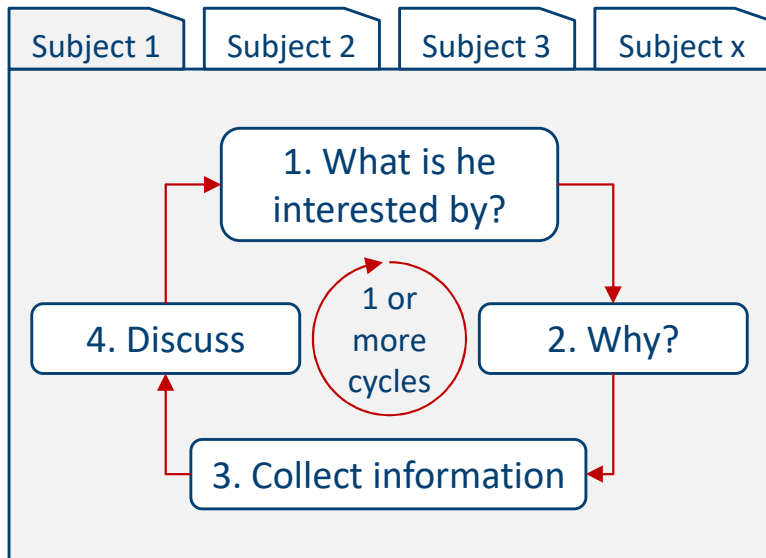 Subject 1
Subject 2
Subject 3
Subject x
1. What is he
interested by?
1 or
more
cycles
4. Discuss
2. Why?
3. Collect information